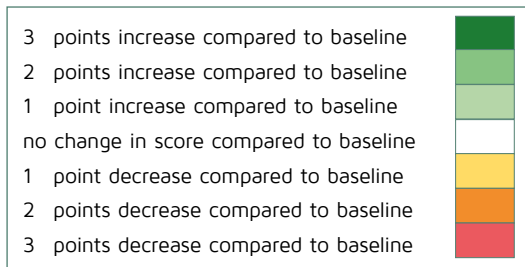 3 points increase compared to baseline
2 points increase compared to baseline
1 point increase compared to baseline
no change in score compared to baseline
1 point decrease compared to baseline
2 points decrease compared to baseline
3 points decrease compared to baseline